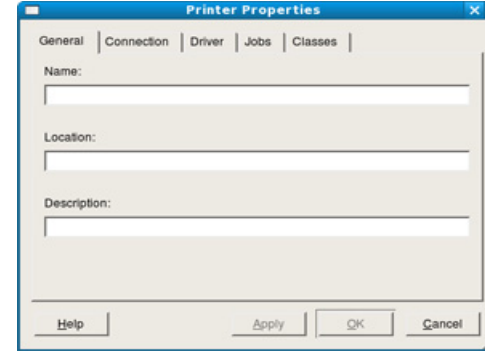 Printer Properties
General Connection Driver Jobs Classes
Name:
Location:
Description:
Help Apply OK Cancel